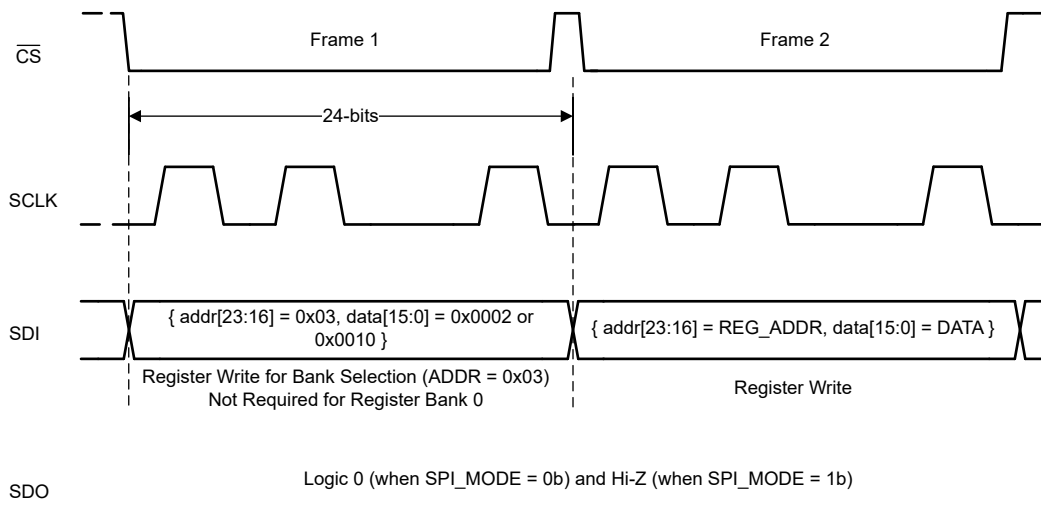 CS
Frame 1
Frame 2
24-bits
SCLK
SDI
{ addr[23:16] = 0x03, data[15:0] = 0x0002 or
0x0010 }
{ addr[23:16] = REG_ADDR, data[15:0] = DATA }
Register Write for Bank Selection (ADDR = 0x03)
Not Required for Register Bank 0
Register Write
SDO
Logic 0 (when SPI_MODE = 0b) and Hi-Z (when SPI_MODE = 1b)